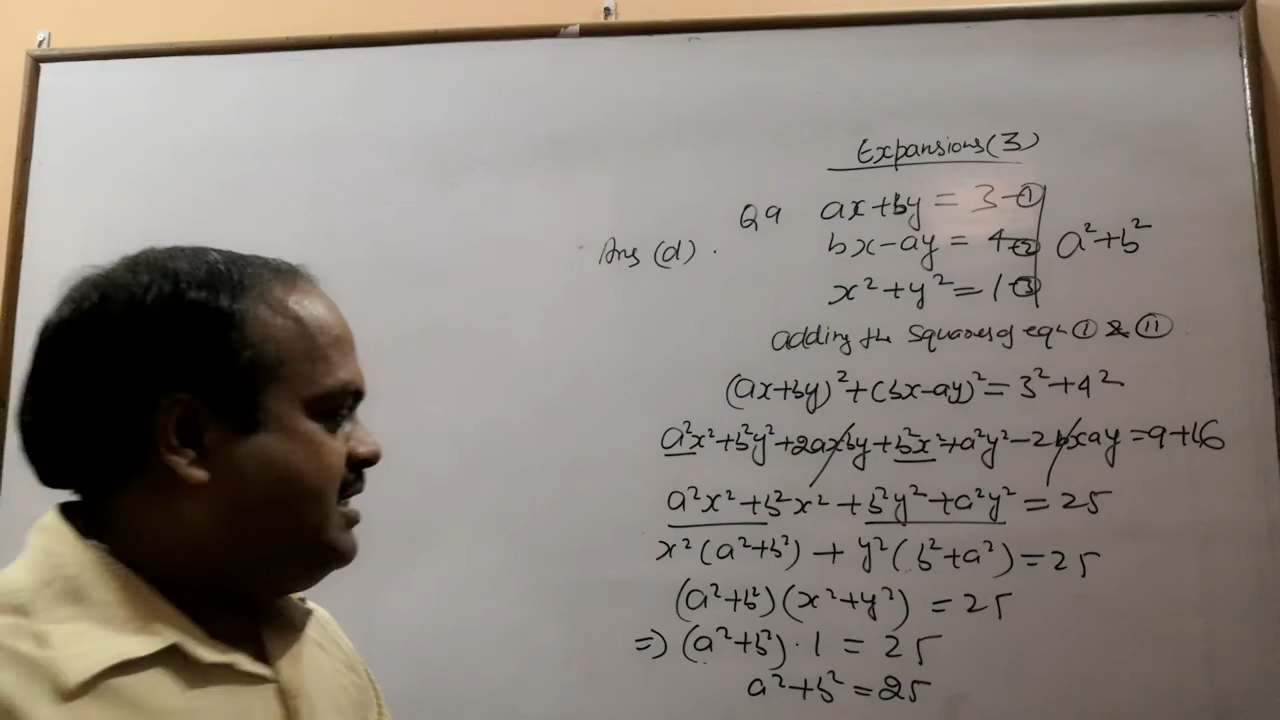 Expansions (3)
Q9 ax+by = 3 -①
bx-ay = 4 -② a²+b²
Ans (d).
x²+y² = 1 -③
adding the squares of eqn ① & ⑪
(ax+by)²+(bx-ay)² = 3²+4²
a²x²+b²y²+2axby+b²x²+a²y²-2bxay = 9+16
a²x²+b²x²+b²y²+a²y² = 25
x²(a²+b²) + y²(b²+a²) = 25
(a²+b²)(x²+y²) = 25
⇒ (a²+b²)·1 = 25
a²+b² = 25